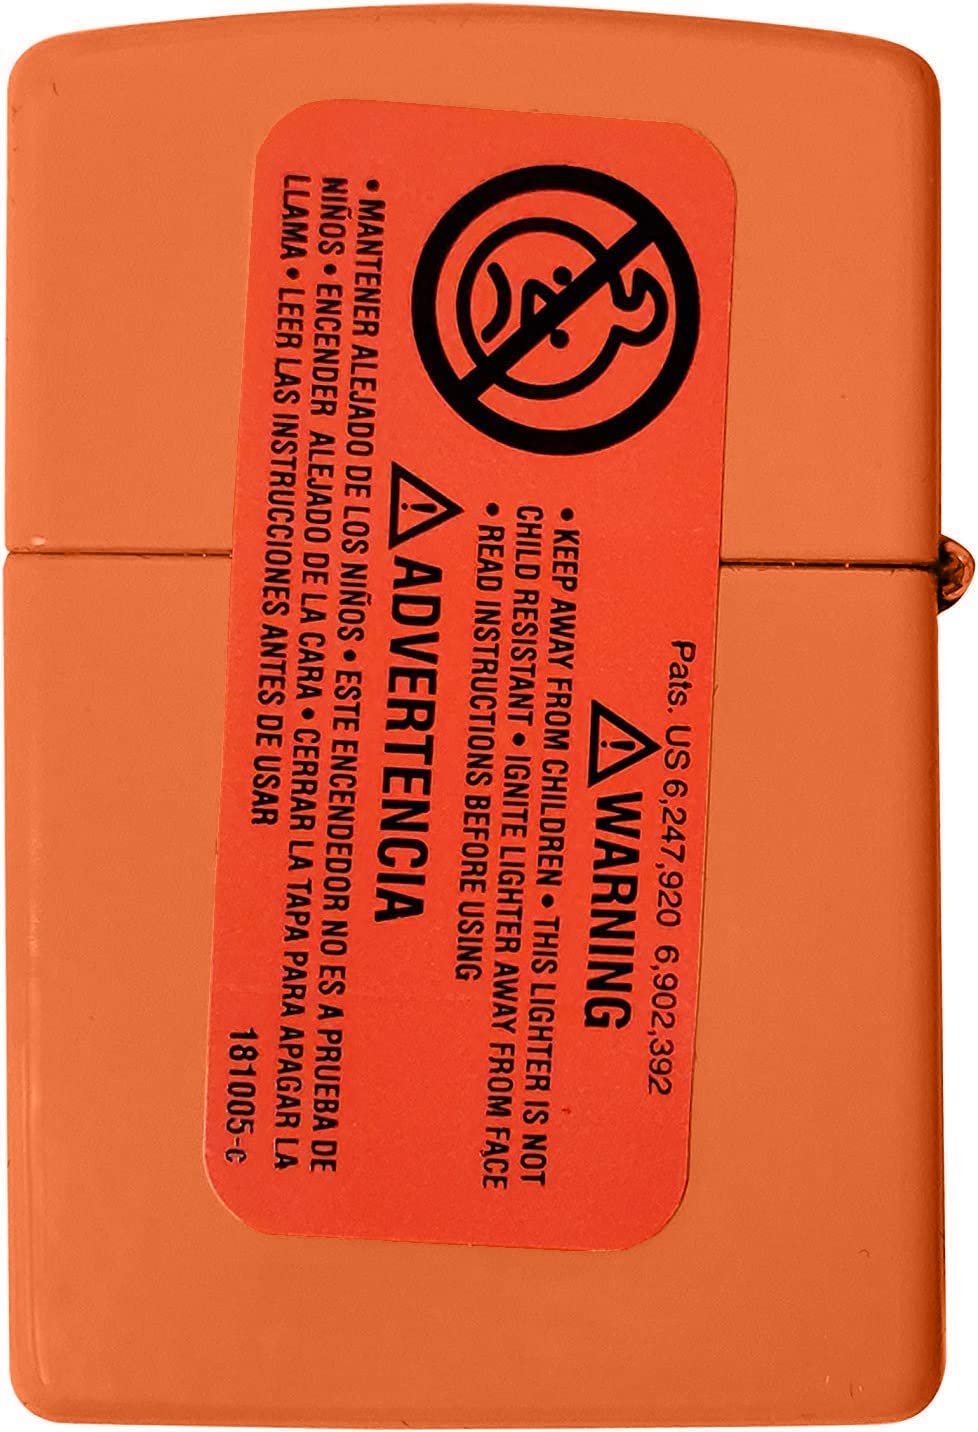 Pats. US 6,247,920 6,902,392
WARNING
• KEEP AWAY FROM CHILDREN • THIS LIGHTER IS NOT
CHILD RESISTANT • IGNITE LIGHTER AWAY FROM FACE
• READ INSTRUCTIONS BEFORE USING
ADVERTENCIA
• MANTENER ALEJADO DE LOS NIÑOS • ESTE ENCENDEDOR NO ES A PRUEBA DE
NIÑOS • ENCENDER ALEJADO DE LA CARA • CERRAR LA TAPA PARA APAGAR LA
LLAMA • LEER LAS INSTRUCCIONES ANTES DE USAR
181005-c